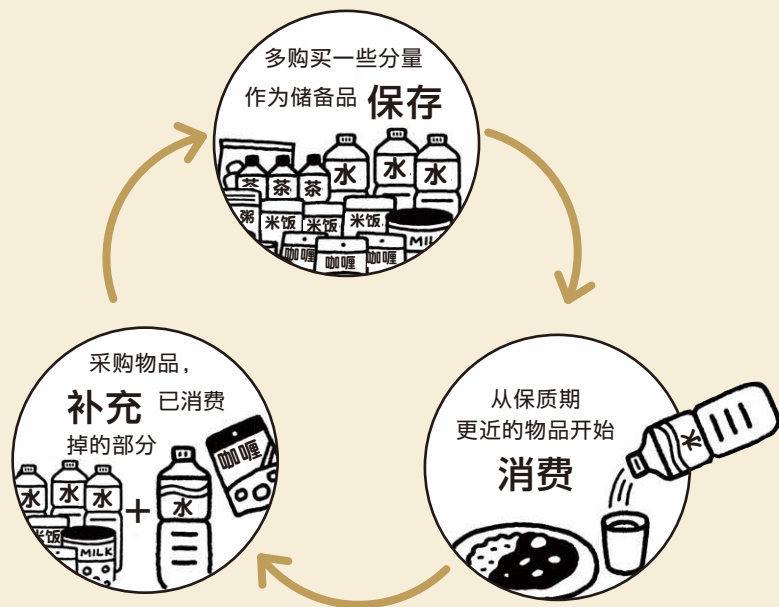 多购买一些分量
作为储备品 保存
茶 茶 茶 水 水 水
粥 米饭 米饭 米饭 MIL
咖喱 咖喱 咖喱
从保质期
更近的物品开始
消费
水
采购物品，
补充 已消费
掉的部分
咖喱
水 水 水 + 水
米饭 MILK